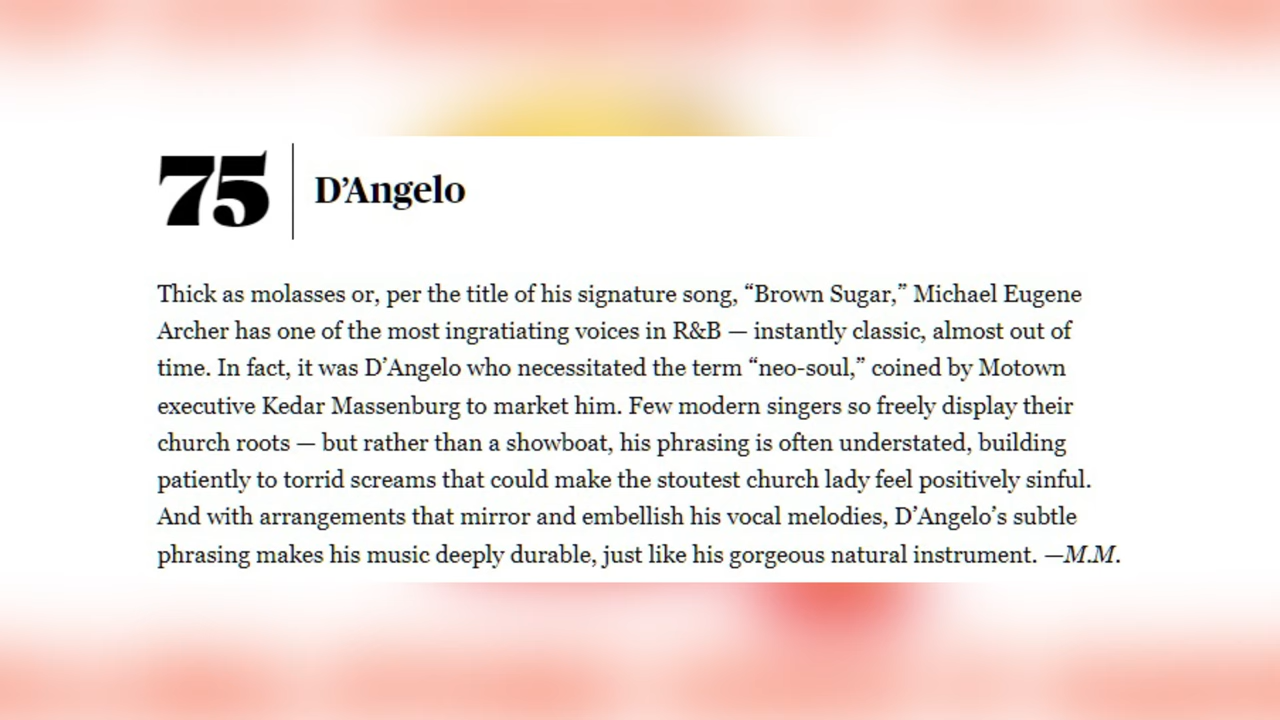 75
D’Angelo
Thick as molasses or, per the title of his signature song, “Brown Sugar,” Michael Eugene
Archer has one of the most ingratiating voices in R&B — instantly classic, almost out of
time. In fact, it was D’Angelo who necessitated the term “neo-soul,” coined by Motown
executive Kedar Massenburg to market him. Few modern singers so freely display their
church roots — but rather than a showboat, his phrasing is often understated, building
patiently to torrid screams that could make the stoutest church lady feel positively sinful.
And with arrangements that mirror and embellish his vocal melodies, D’Angelo’s subtle
phrasing makes his music deeply durable, just like his gorgeous natural instrument. —M.M.